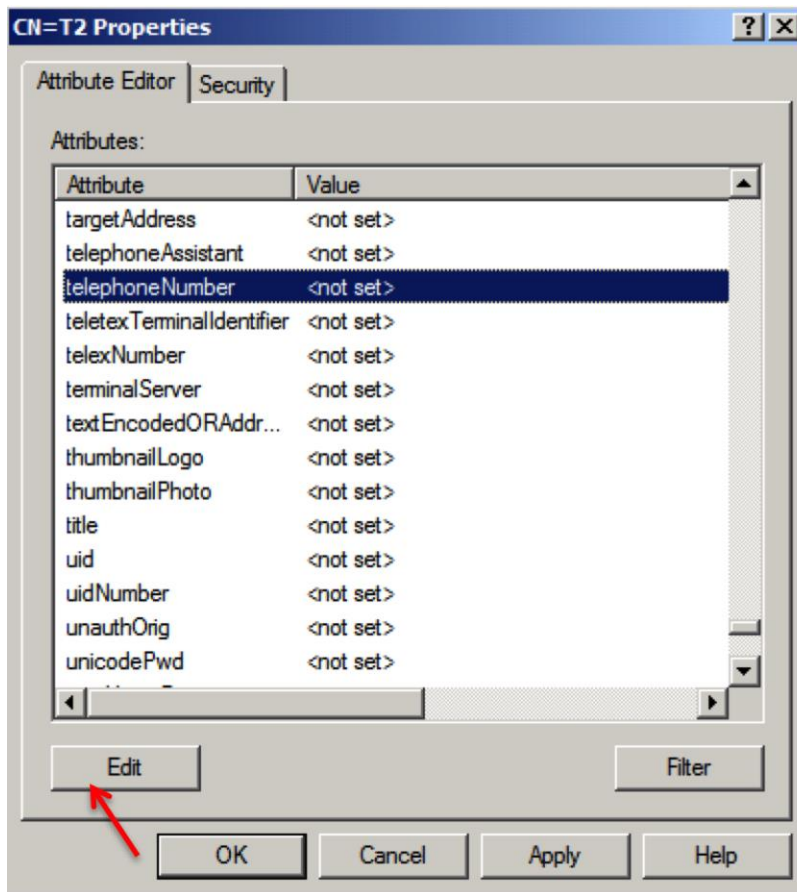 CN=T2 Properties
Attribute Editor Security
Attributes:
Attribute Value
targetAddress <not set>
telephoneAssistant <not set>
telephoneNumber <not set>
teletexTerminalIdentifier <not set>
telexNumber <not set>
terminalServer <not set>
textEncodedORAddr... <not set>
thumbnailLogo <not set>
thumbnailPhoto <not set>
title <not set>
uid <not set>
uidNumber <not set>
unauthOrig <not set>
unicodePwd <not set>
Edit Filter
OK Cancel Apply Help